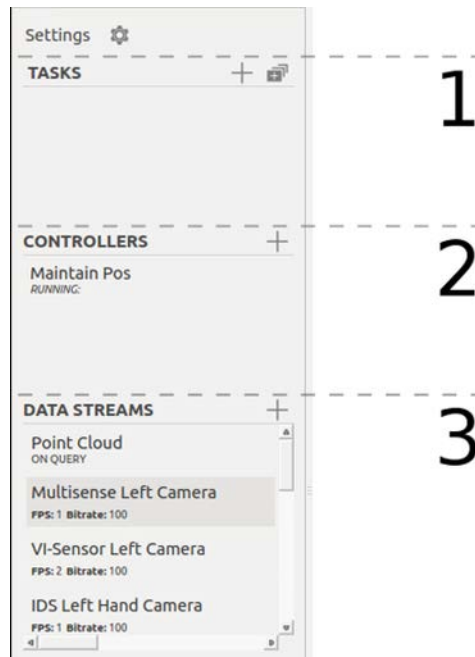 Settings
TASKS
1
CONTROLLERS
2
Maintain Pos
RUNNING:
DATA STREAMS
3
Point Cloud
ON QUERY
Multisense Left Camera
FPS: 1 Bitrate: 100
VI-Sensor Left Camera
FPS: 2 Bitrate: 100
IDS Left Hand Camera
FPS: 1 Bitrate: 100